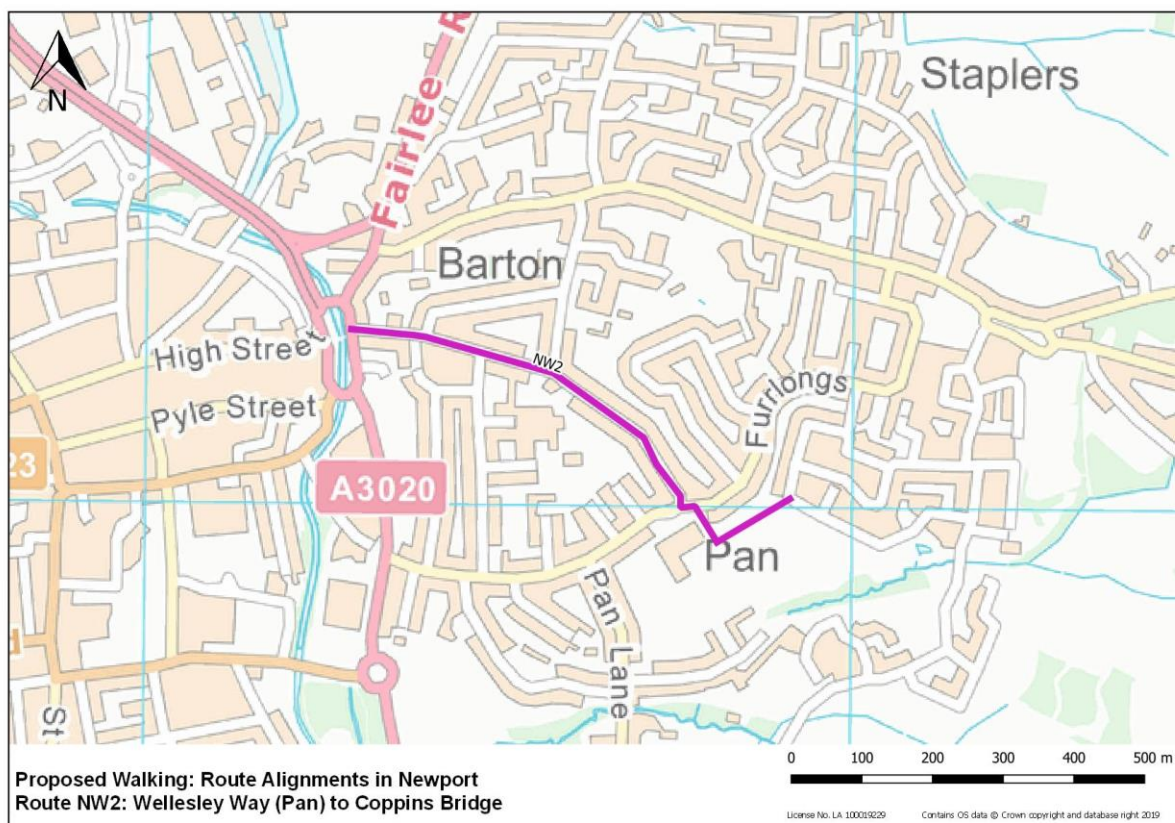 Staplers
N
Fairlee R
Barton
High Street
NW2
Pyle Street
Furrlongs
23
A3020
Pan
Pan Lane
d
St
Proposed Walking: Route Alignments in Newport
Route NW2: Wellesley Way (Pan) to Coppins Bridge
0 100 200 300 400 500 m
License No. LA 100019229 Contains OS data @ Crown copyright and database right 2019